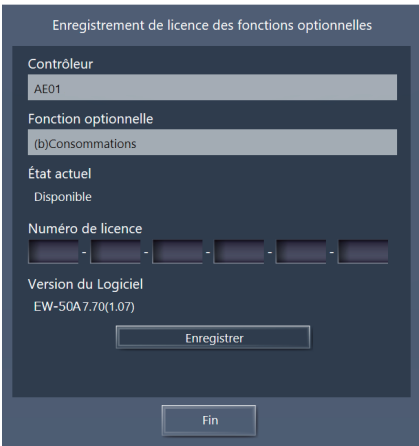 Enregistrement de licence des fonctions optionnelles
Contrôleur
AE01
Fonction optionnelle
(b)Consommations
État actuel
Disponible
Numéro de licence
- - - - -
Version du Logiciel
EW-50A 7.70(1.07)
Enregistrer
Fin